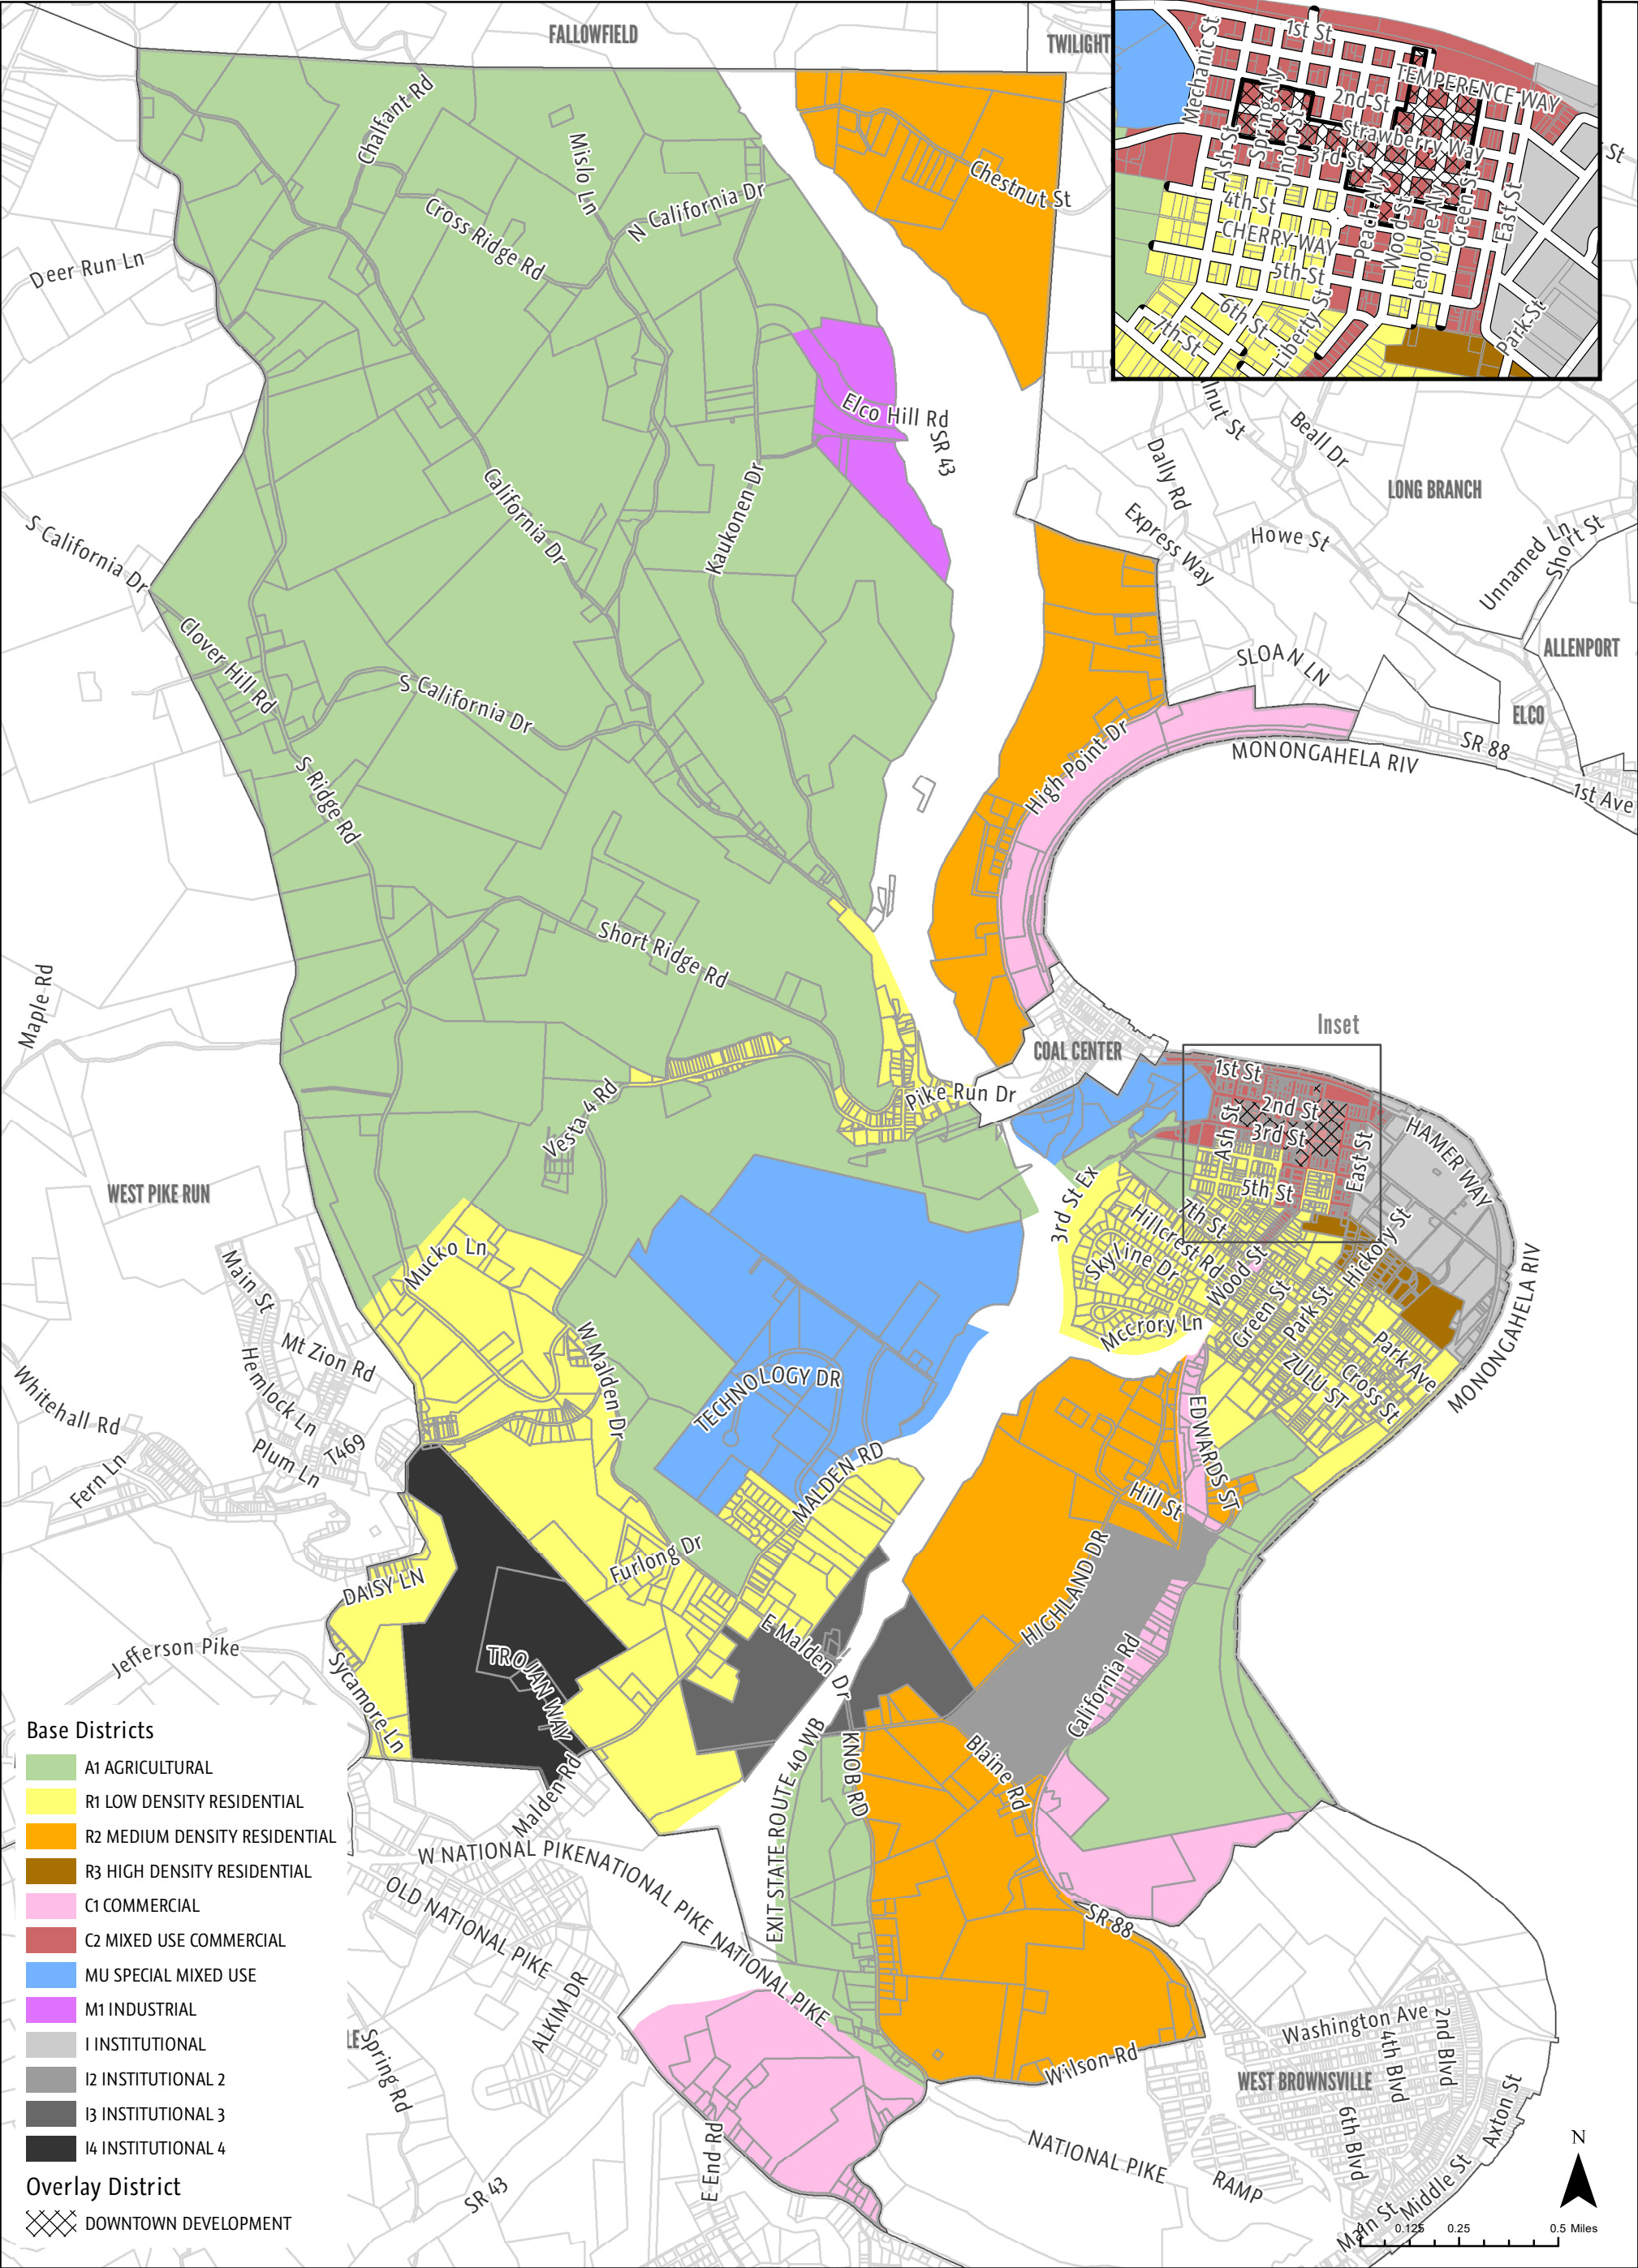 FALLOWFIELD
TWILIGHT
1st St
Mechanic St
TEMPERENCE WAY
2nd St
Strawberry Way
Spring Aly
Union St
Ash St
3rd St
4th St
CHERRY WAY
5th St
6th St
7th St
Liberty St
Peach Aly
Wood St
Lemoyne Aly
Green St
East St
Park St
St
Chalfant Rd
Mislo Ln
N California Dr
Cross Ridge Rd
Chestnut St
Deer Run Ln
Elco Hill Rd
SR 43
California Dr
Kaukonen Dr
S California Dr
Clover Hill Rd
S California Dr
S Ridge Rd
lnut St
Beall Dr
Dally Rd
LONG BRANCH
Express Way
Howe St
Unnamed Ln
Short St
ALLENPORT
SLOAN LN
ELCO
High Point Dr
MONONGAHELA RIV
SR 88
1st Ave
Short Ridge Rd
Maple Rd
Inset
COAL CENTER
Pike Run Dr
Vesta 4 Rd
1st St
2nd St
3rd St
Ash St
East St
5th St
HAMER WAY
WEST PIKE RUN
3rd St Ex
7th St
Hillcrest Rd
Skyline Dr
Wood St
Hickory St
Mccrory Ln
Green St
Park St
Park Ave
ZULU ST
Cross St
MONONGAHELA RIV
Mucko Ln
Main St
Mt Zion Rd
Hemlock Ln
Whitehall Rd
Plum Ln
T469
Fern Ln
W Malden Dr
TECHNOLOGY DR
MALDEN RD
EDWARDS ST
Hill St
Furlong Dr
DAISY LN
E Malden Dr
HIGHLAND DR
Jefferson Pike
Sycamore Ln
TROJAN WAY
California Rd
Malden Rd
EXIT STATE ROUTE 40 WB
KNOB RD
Blaine Rd
W NATIONAL PIKE
NATIONAL PIKE
NATIONAL PIKE
OLD NATIONAL PIKE
SR 88
ALKIM DR
LE
Spring Rd
Wilson Rd
Washington Ave
2nd Blvd
4th Blvd
WEST BROWNSVILLE
6th Blvd
Axton St
NATIONAL PIKE
RAMP
E End Rd
SR 43
Main St
Middle St
Base Districts
A1 AGRICULTURAL
R1 LOW DENSITY RESIDENTIAL
R2 MEDIUM DENSITY RESIDENTIAL
R3 HIGH DENSITY RESIDENTIAL
C1 COMMERCIAL
C2 MIXED USE COMMERCIAL
MU SPECIAL MIXED USE
M1 INDUSTRIAL
I INSTITUTIONAL
I2 INSTITUTIONAL 2
I3 INSTITUTIONAL 3
I4 INSTITUTIONAL 4
Overlay District
DOWNTOWN DEVELOPMENT
N
0.125 0.25 0.5 Miles